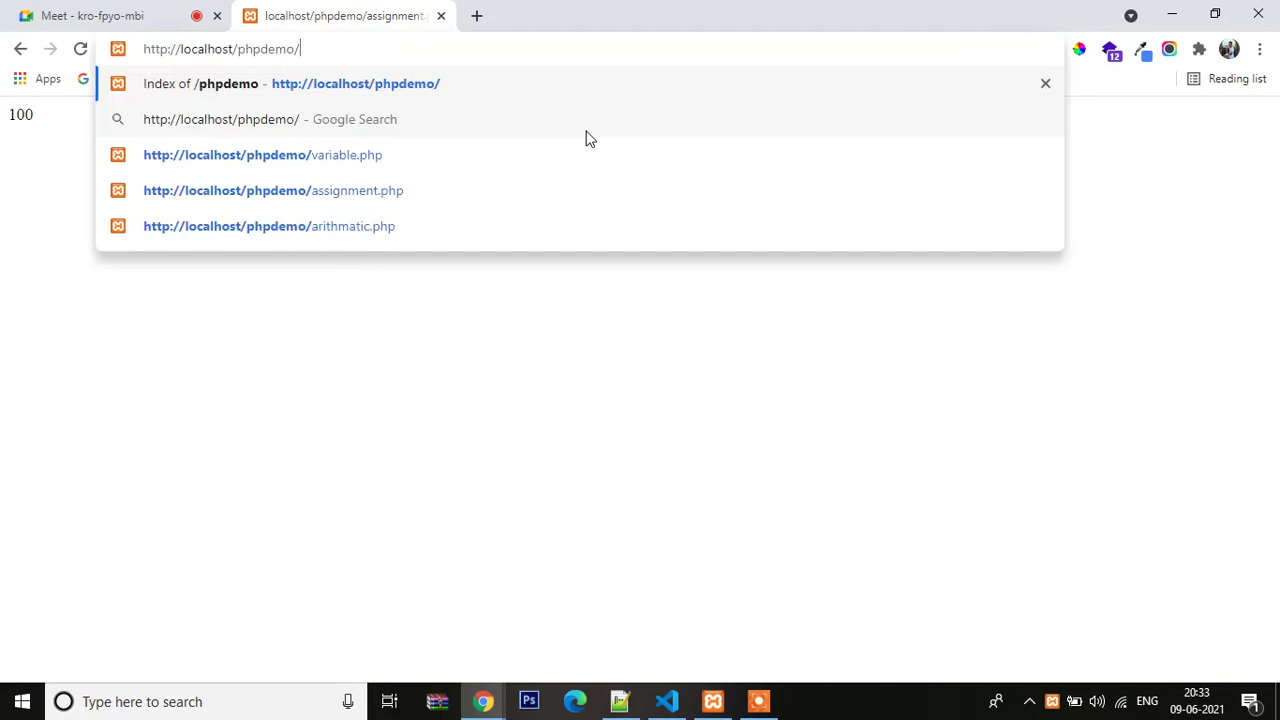 Meet - kro-fpyo-mbi
localhost/phpdemo/assignment.
http://localhost/phpdemo/
12
Apps
Reading list
Index of /phpdemo - http://localhost/phpdemo/
http://localhost/phpdemo/ - Google Search
http://localhost/phpdemo/variable.php
http://localhost/phpdemo/assignment.php
http://localhost/phpdemo/arithmatic.php
100
Type here to search
Ps
ENG
20:33
09-06-2021
1